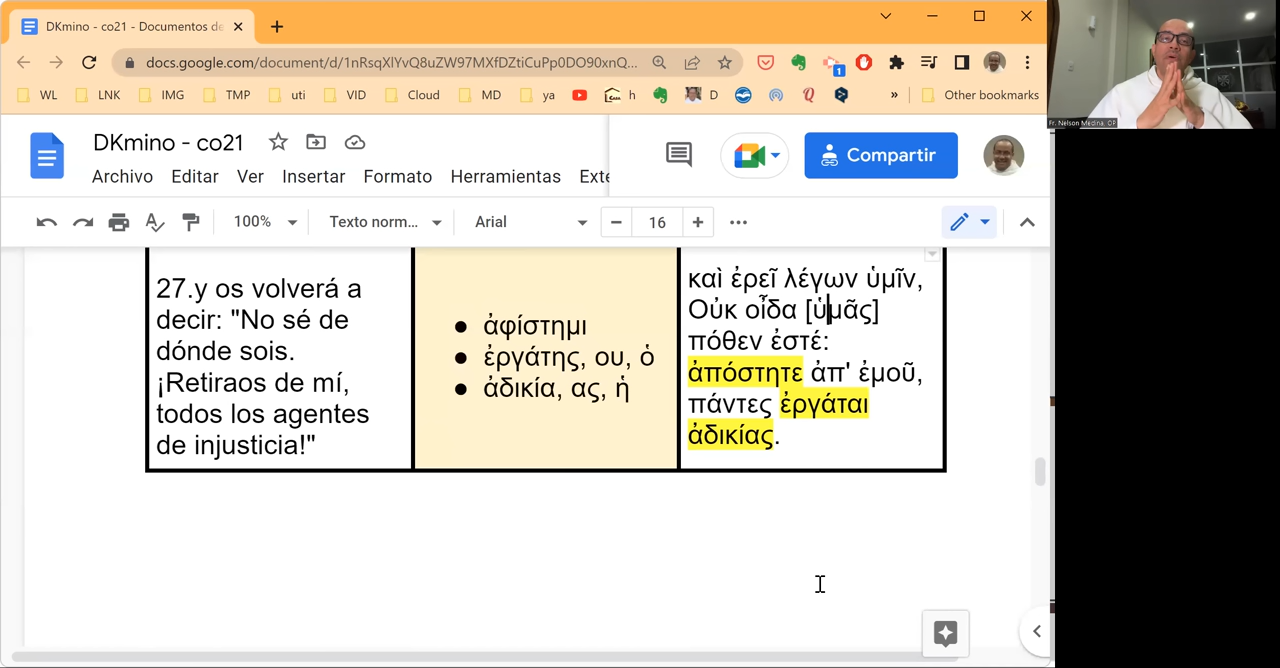 DKmino - co21 - Documentos de
docs.google.com/document/d/1nRsqXlYvQ8uZW97MXfDZtiCuPp0DO90xnQ...
WL LNK IMG TMP uti VID Cloud MD ya h D » Other bookmarks
1
Fr. Nelson Medina, OP
DKmino - co21
Archivo Editar Ver Insertar Formato Herramientas Exte
Compartir
100% Texto norm... Arial 16
27.y os volverá a
decir: "No sé de
dónde sois.
¡Retiraos de mí,
todos los agentes
de injusticia!"
● ἀφίστημι
● ἐργάτης, ου, ὁ
● ἀδικία, ας, ἡ
καὶ ἐρεῖ λέγων ὑμῖν,
Οὐκ οἶδα [ὑμᾶς]
πόθεν ἐστέ:
ἀπόστητε ἀπ' ἐμοῦ,
πάντες ἐργάται
ἀδικίας.